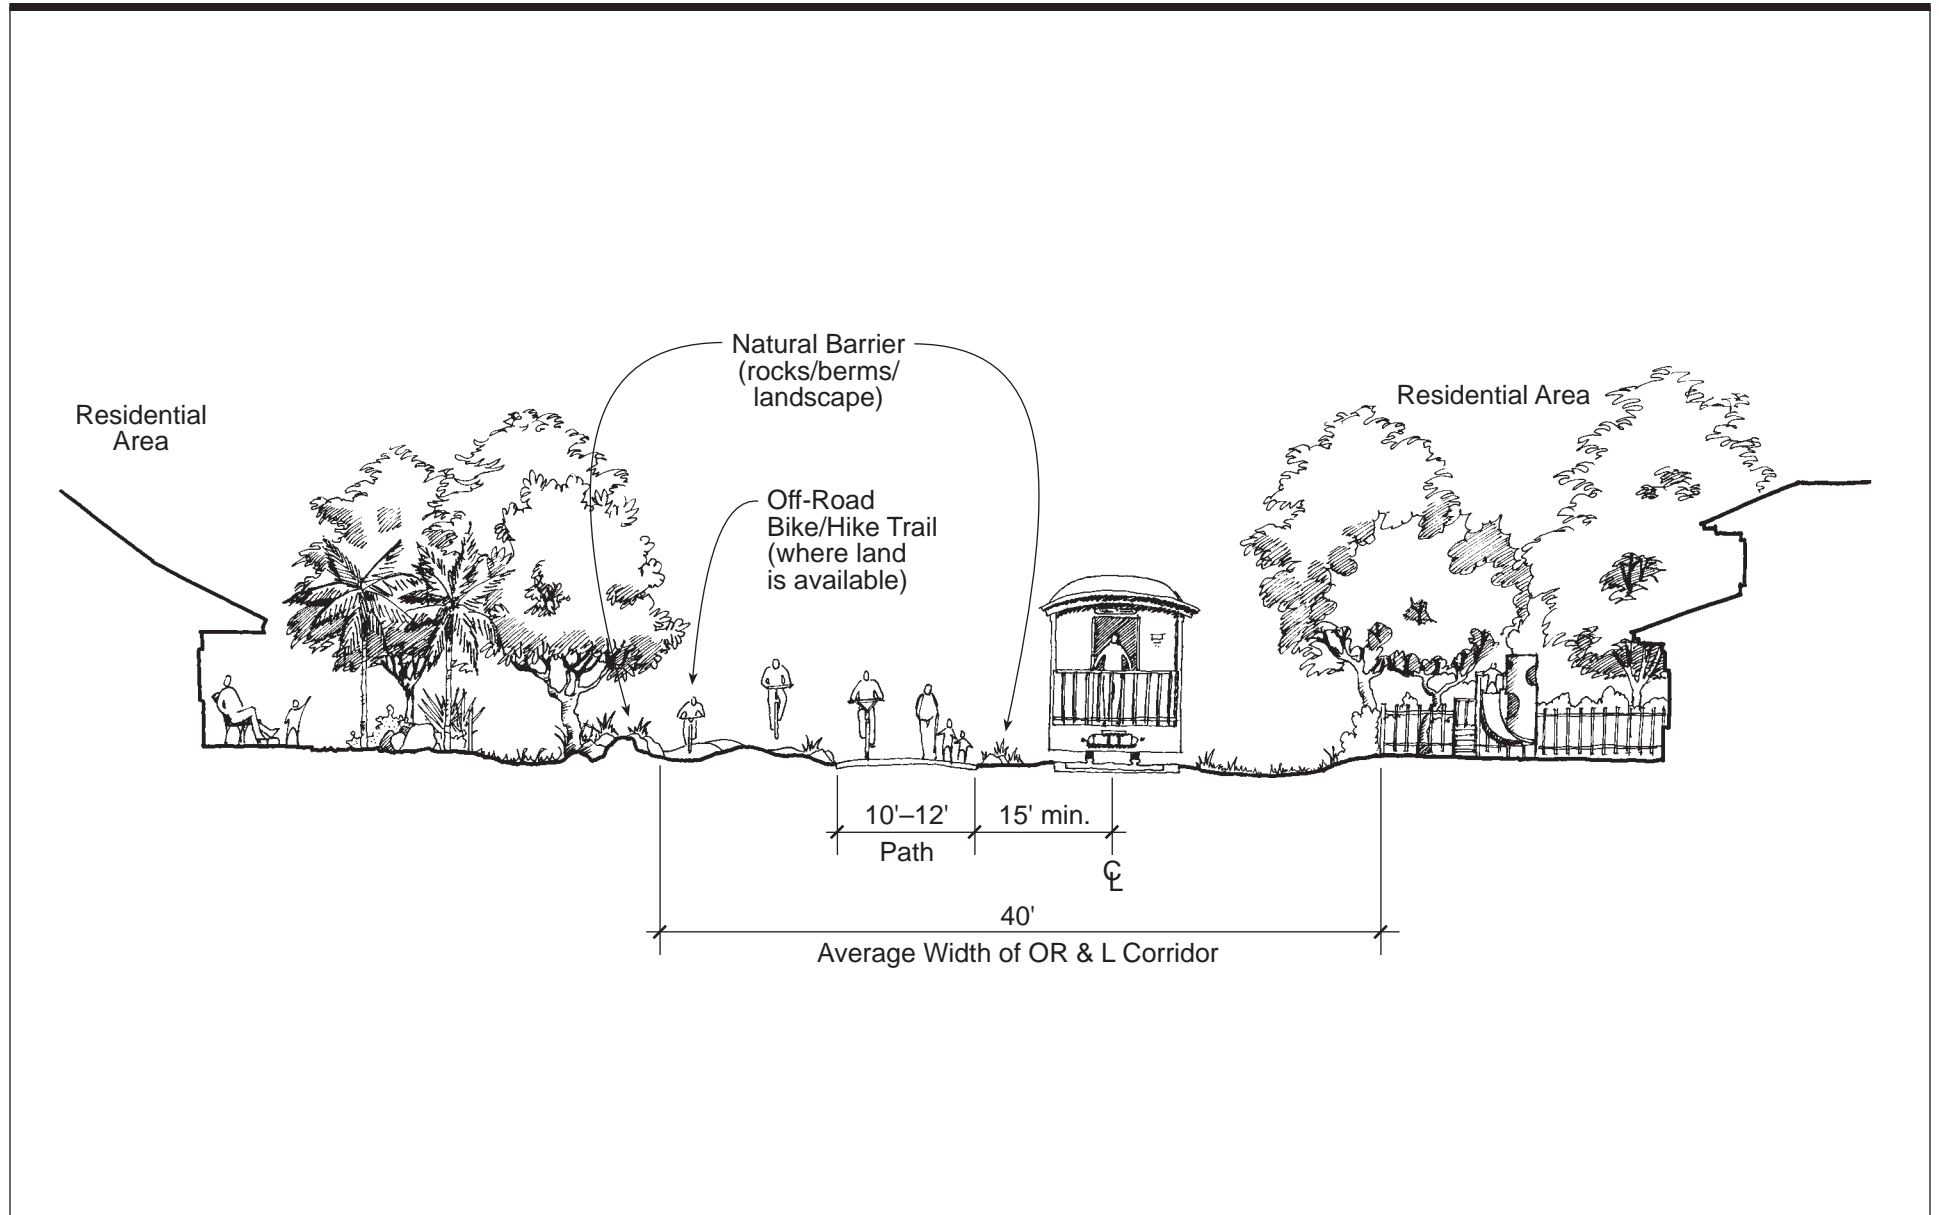 Natural Barrier
(rocks/berms/
landscape)
Residential Area
Residential
Area
Off-Road
Bike/Hike Trail
(where land
is available)
10'–12'
15' min.
Path
℄
40'
Average Width of OR & L Corridor